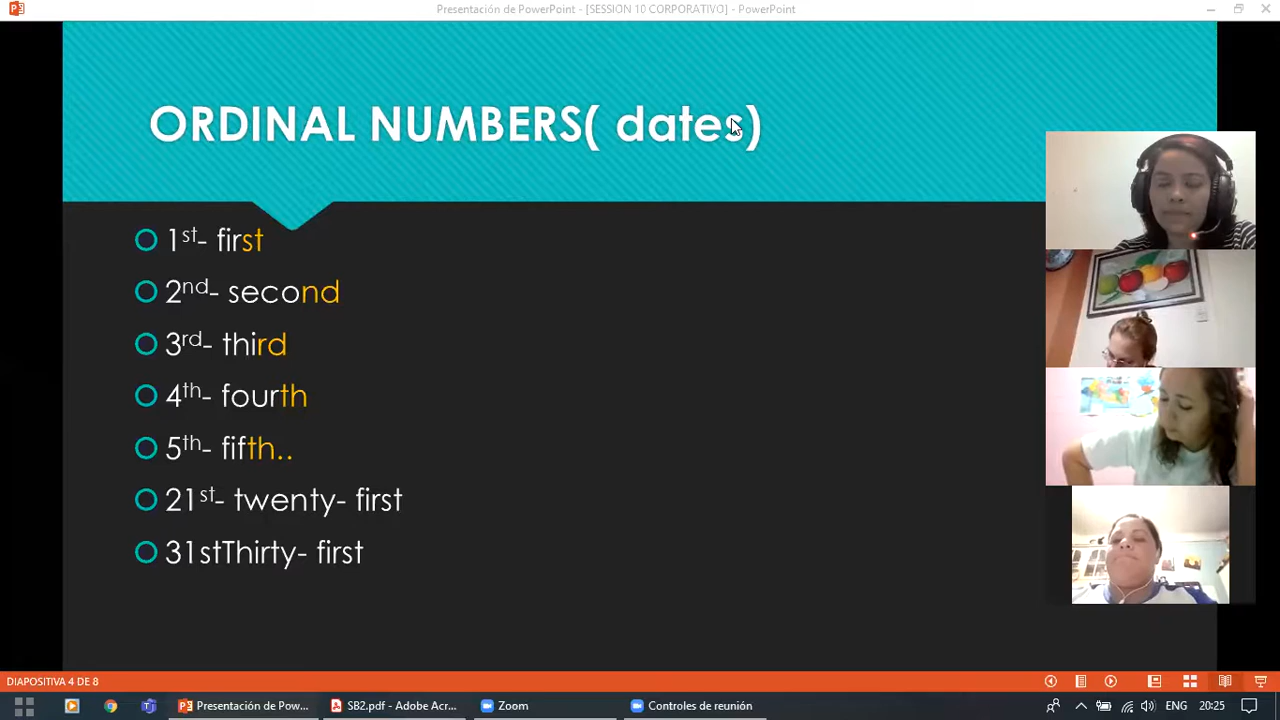 Presentación de PowerPoint - [SESSION 10 CORPORATIVO] - PowerPoint
ORDINAL NUMBERS( dates)
1st- first
2nd- second
3rd- third
4th- fourth
5th- fifth..
21st- twenty- first
31stThirty- first
DIAPOSITIVA 4 DE 8
Presentación de Pow... SB2.pdf - Adobe Acr... Zoom Controles de reunión ENG 20:25